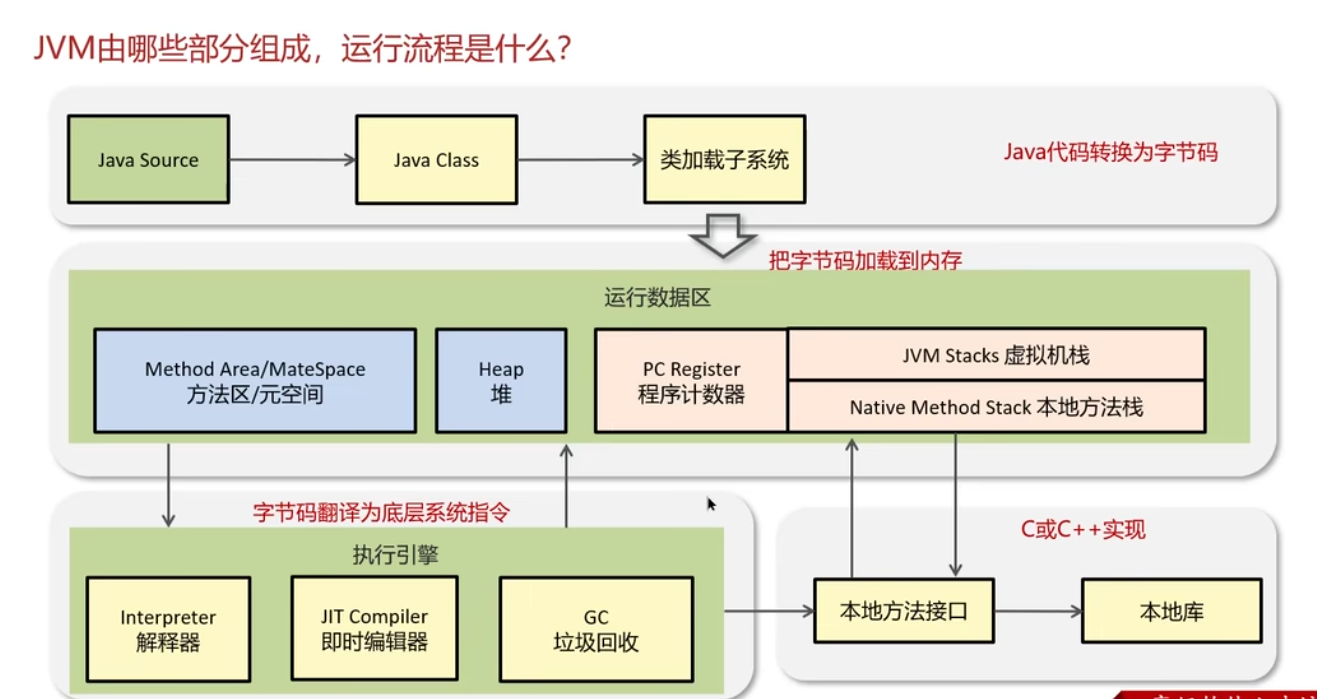 JVM由哪些部分组成，运行流程是什么？
Java Source
Java Class
类加载子系统
Java代码转换为字节码
把字节码加载到内存
运行数据区
Method Area/MateSpace
方法区/元空间
Heap
堆
PC Register
程序计数器
JVM Stacks 虚拟机栈
Native Method Stack 本地方法栈
字节码翻译为底层系统指令
执行引擎
Interpreter
解释器
JIT Compiler
即时编辑器
GC
垃圾回收
C或C++实现
本地方法接口
本地库